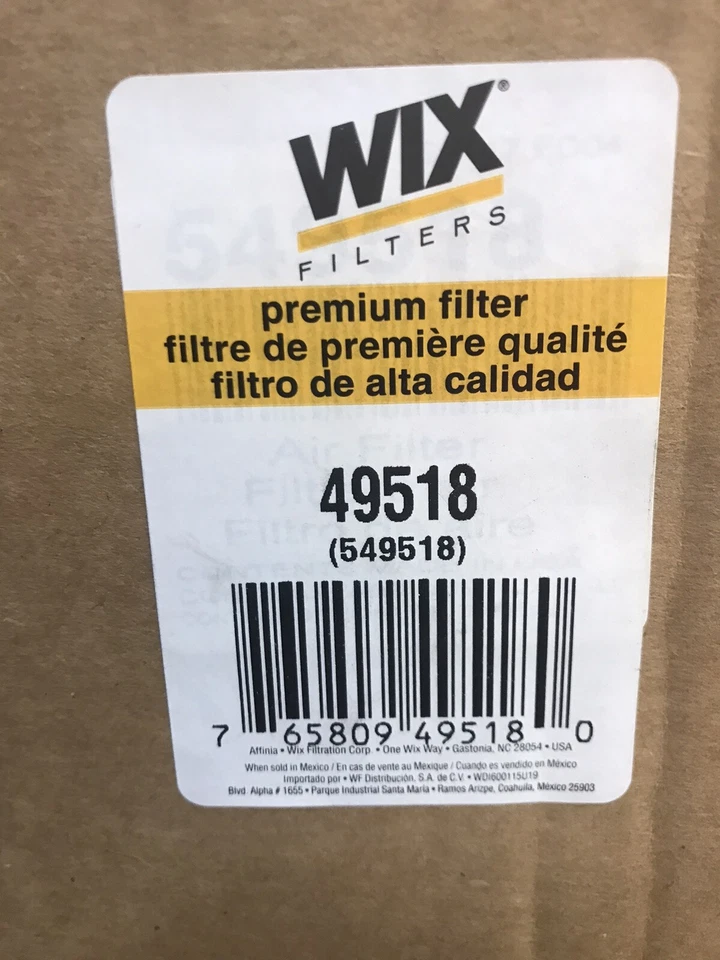 WIX®
FILTERS
premium filter
filtre de première qualité
filtro de alta calidad
Air Filter
49518
(549518)
7 65809 49518 0
Affinia • Wix Filtration Corp. • One Wix Way • Gastonia, NC 28054 • USA
When sold in Mexico / En cas de vente au Mexique / Cuando es vendido en México
Importado por • WF Distribución, S.A. de C.V. • WDI600115U19
Blvd. Alpha # 1655 • Parque Industrial Santa María • Ramos Arizpe, Coahuila, México 25903